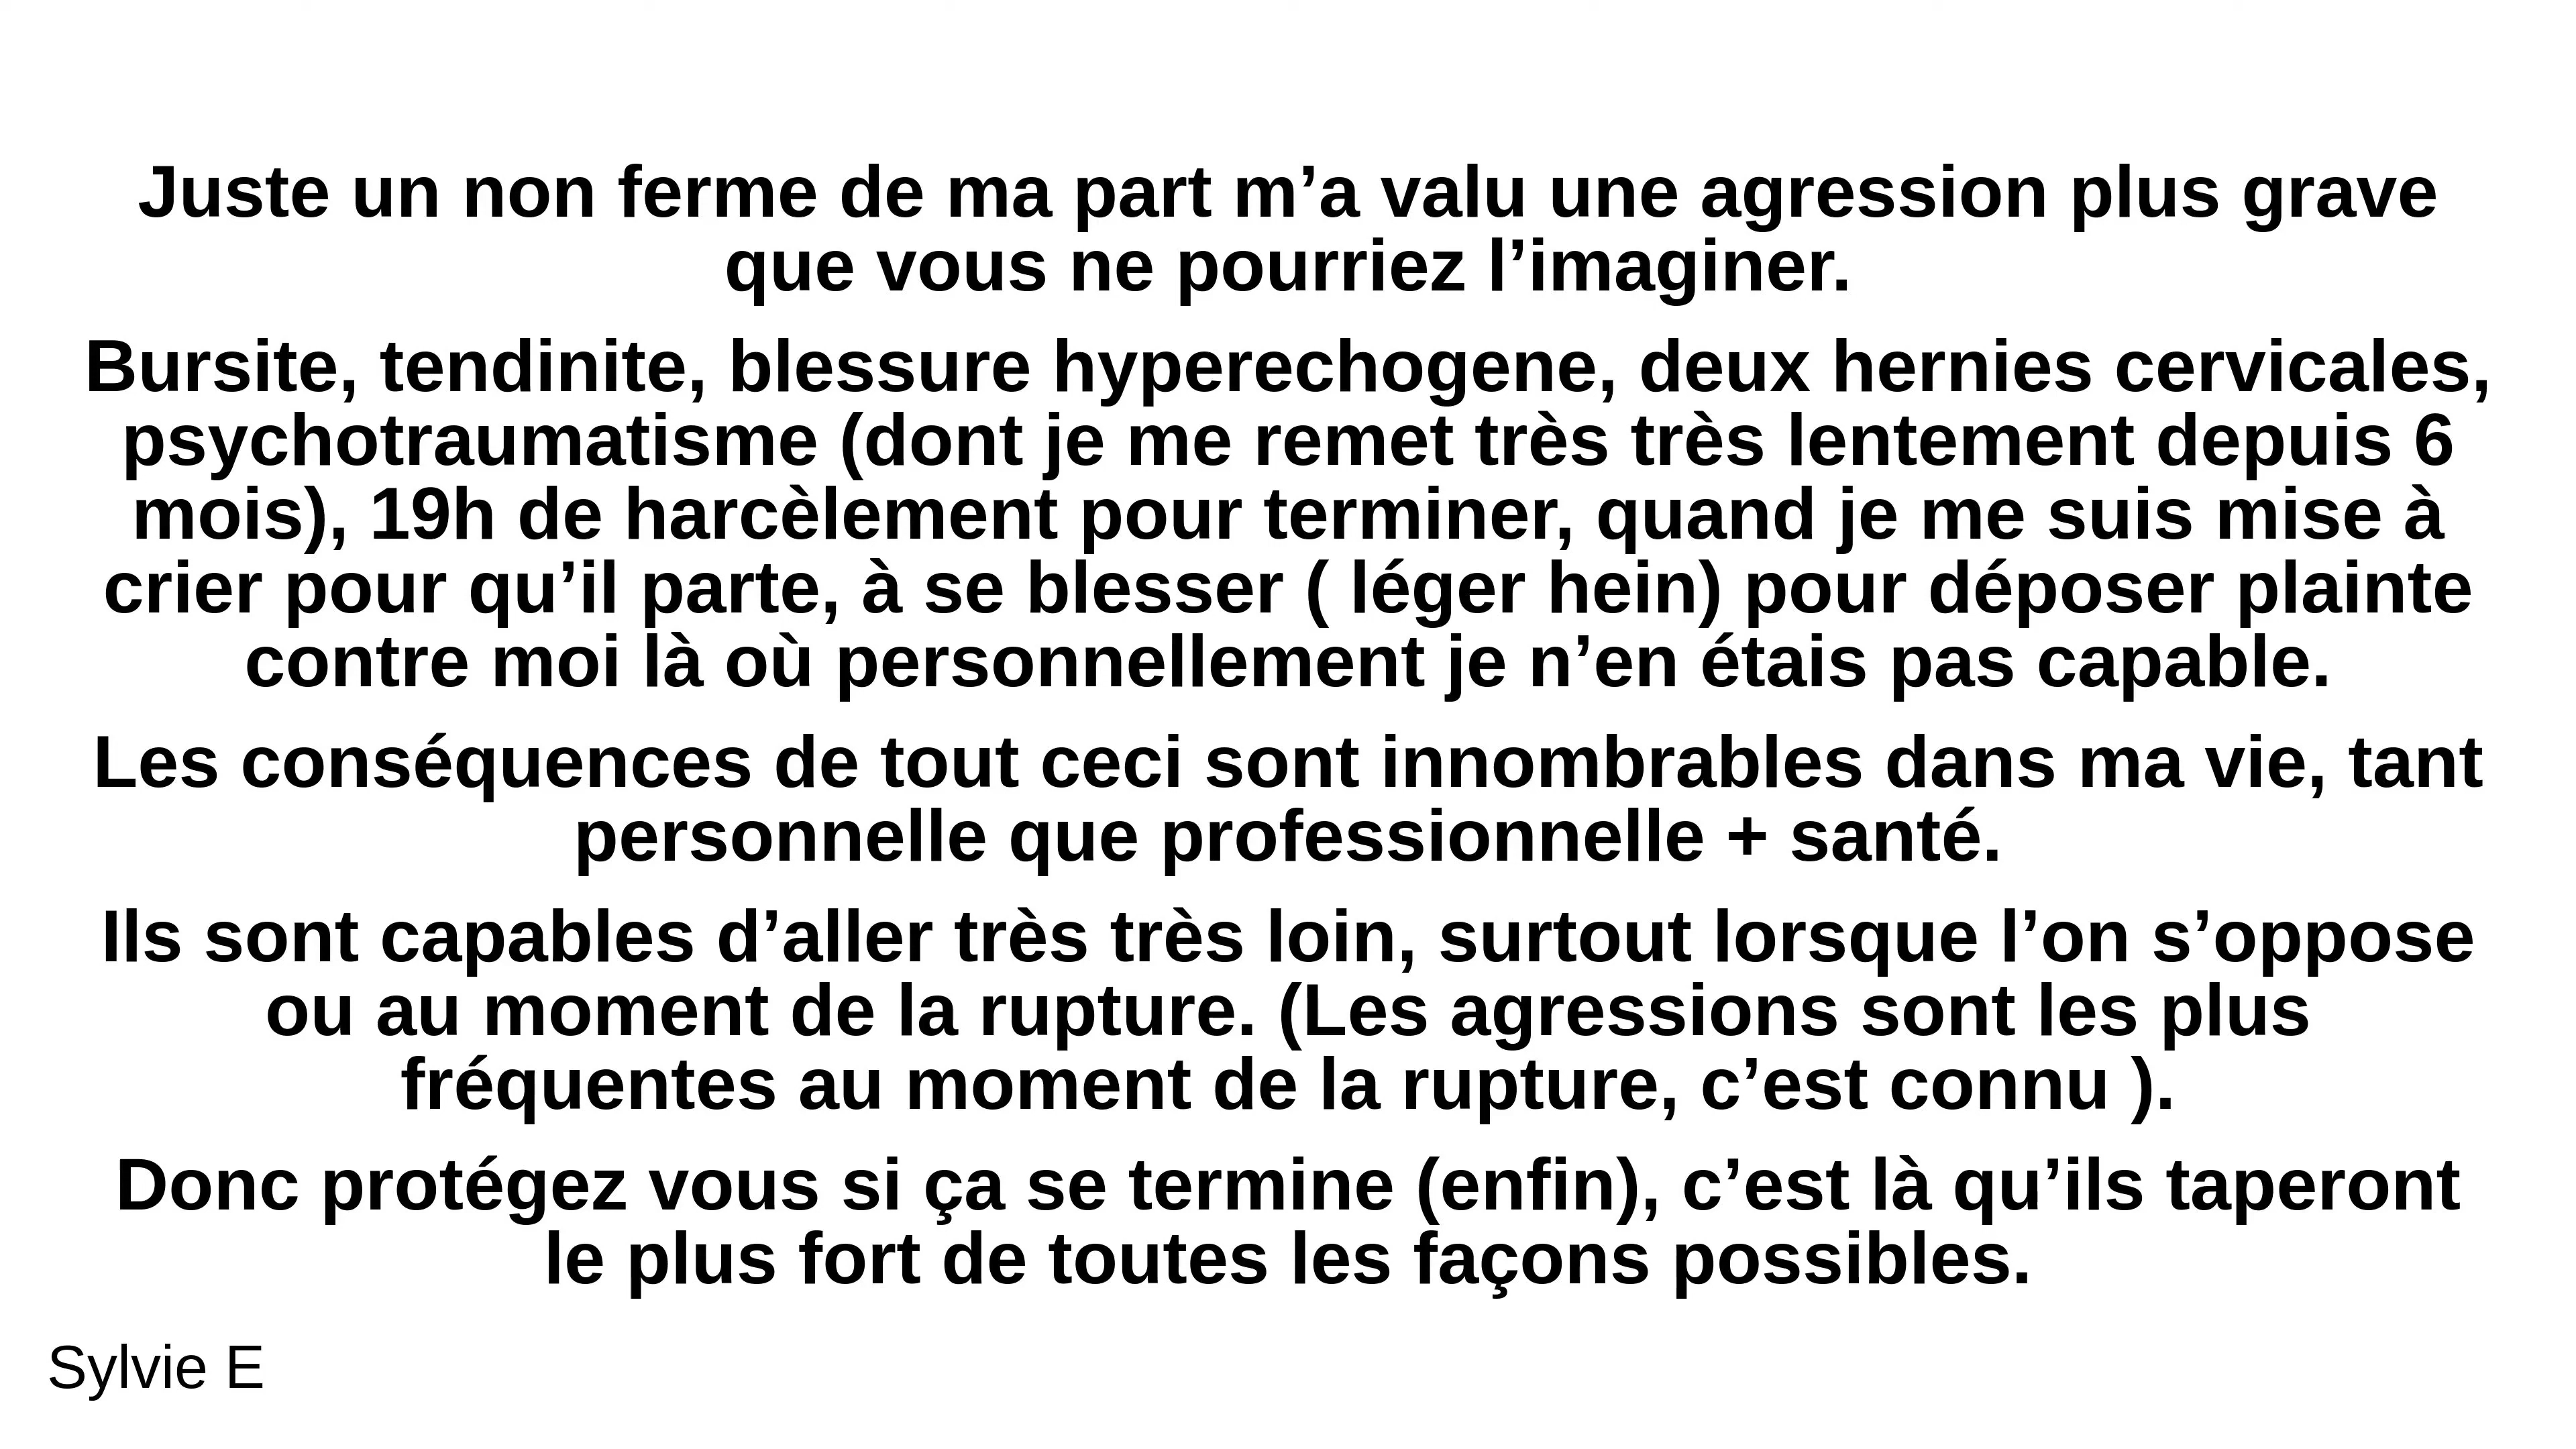 Juste un non ferme de ma part m’a valu une agression plus grave
que vous ne pourriez l’imaginer.
Bursite, tendinite, blessure hyperechogene, deux hernies cervicales,
psychotraumatisme (dont je me remet très très lentement depuis 6
mois), 19h de harcèlement pour terminer, quand je me suis mise à
crier pour qu’il parte, à se blesser ( léger hein) pour déposer plainte
contre moi là où personnellement je n’en étais pas capable.
Les conséquences de tout ceci sont innombrables dans ma vie, tant
personnelle que professionnelle + santé.
Ils sont capables d’aller très très loin, surtout lorsque l’on s’oppose
ou au moment de la rupture. (Les agressions sont les plus
fréquentes au moment de la rupture, c’est connu ).
Donc protégez vous si ça se termine (enfin), c’est là qu’ils taperont
le plus fort de toutes les façons possibles.
Sylvie E